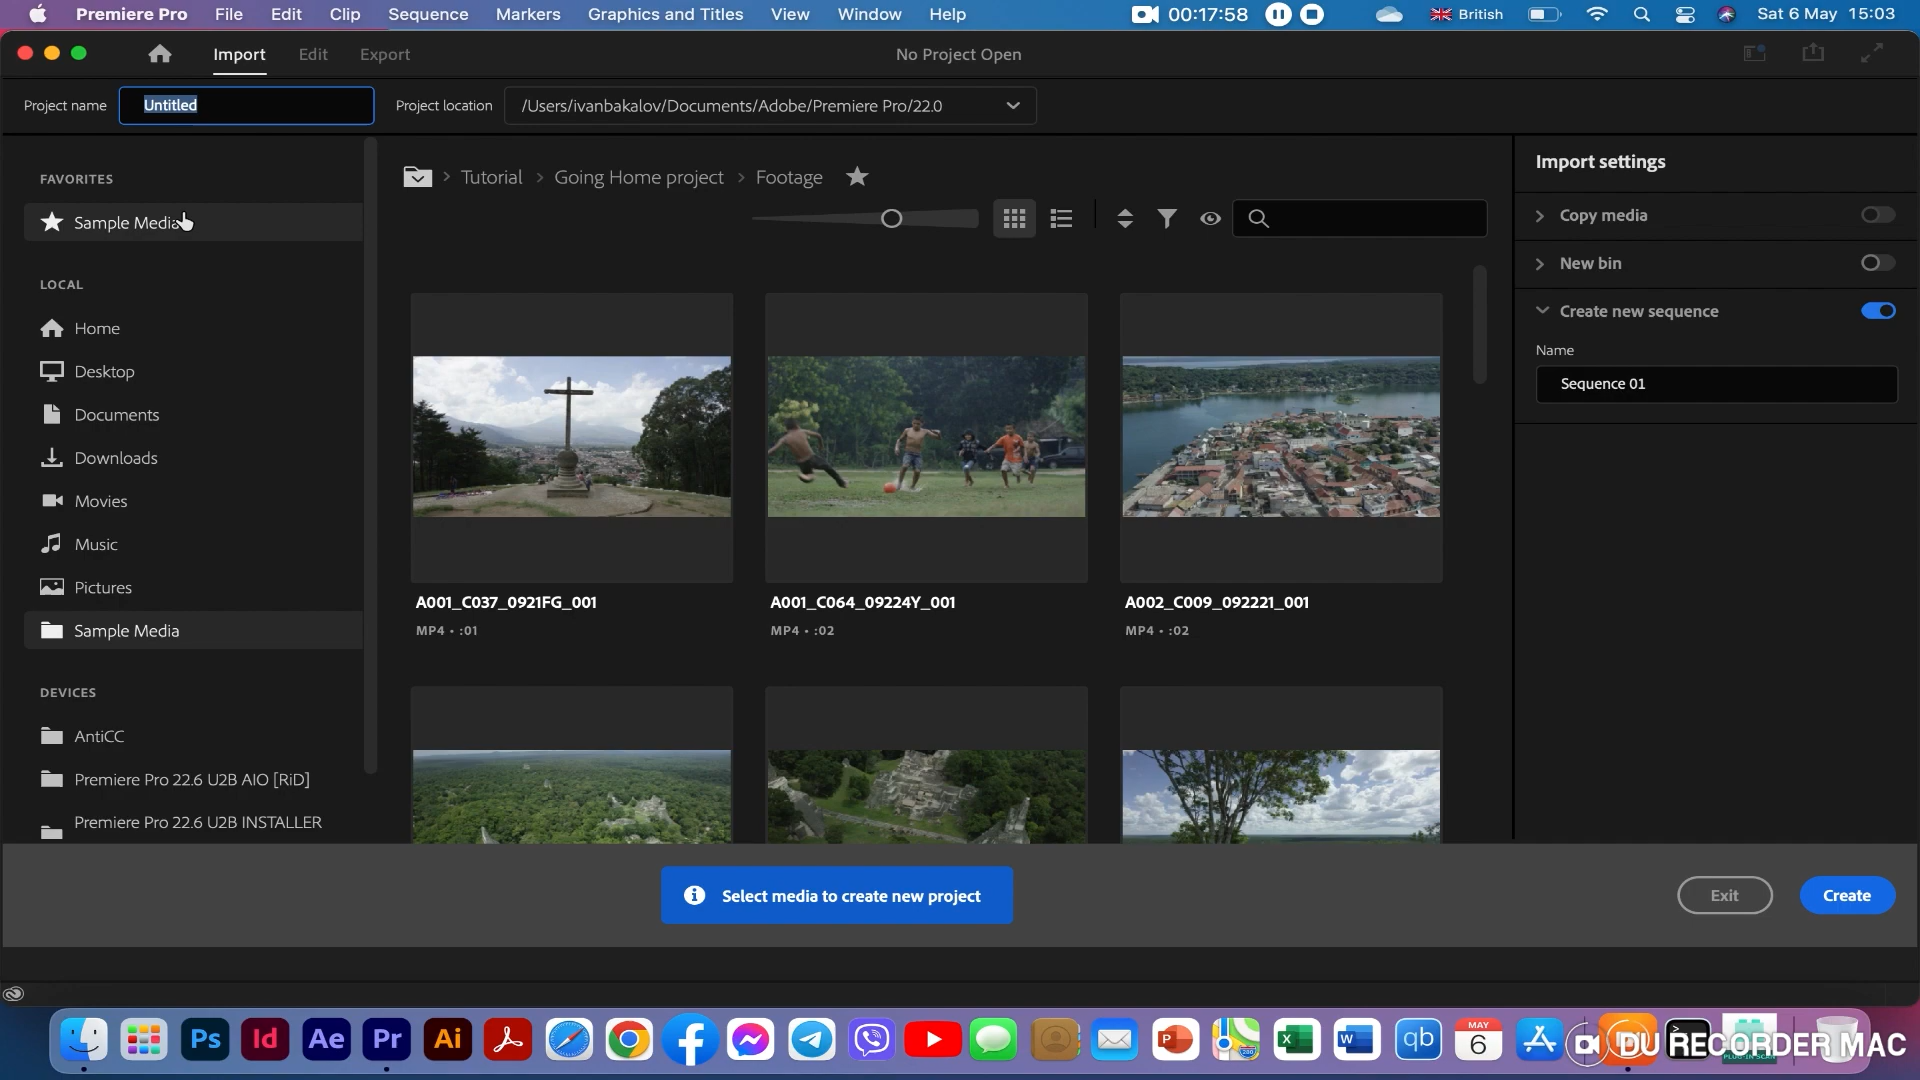 Premiere Pro File Edit Clip Sequence Markers Graphics and Titles View Window Help 00:17:58 British Sat 6 May 15:03
Import Edit Export No Project Open
Project name Untitled Project location /Users/ivanbakalov/Documents/Adobe/Premiere Pro/22.0
FAVORITES
Sample Media
LOCAL
Home
Desktop
Documents
Downloads
Movies
Music
Pictures
Sample Media
DEVICES
AntiCC
Premiere Pro 22.6 U2B AIO [RiD]
Premiere Pro 22.6 U2B INSTALLER
Tutorial > Going Home project > Footage
A001_C037_0921FG_001
MP4 • :01
A001_C064_09224Y_001
MP4 • :02
A002_C009_092221_001
MP4 • :02
Import settings
Copy media
New bin
Create new sequence
Name
Sequence 01
Select media to create new project
Exit
Create
Ps Id Ae Pr Ai
P
280
X
W
qb
MAY
6
DU RECORDER MAC